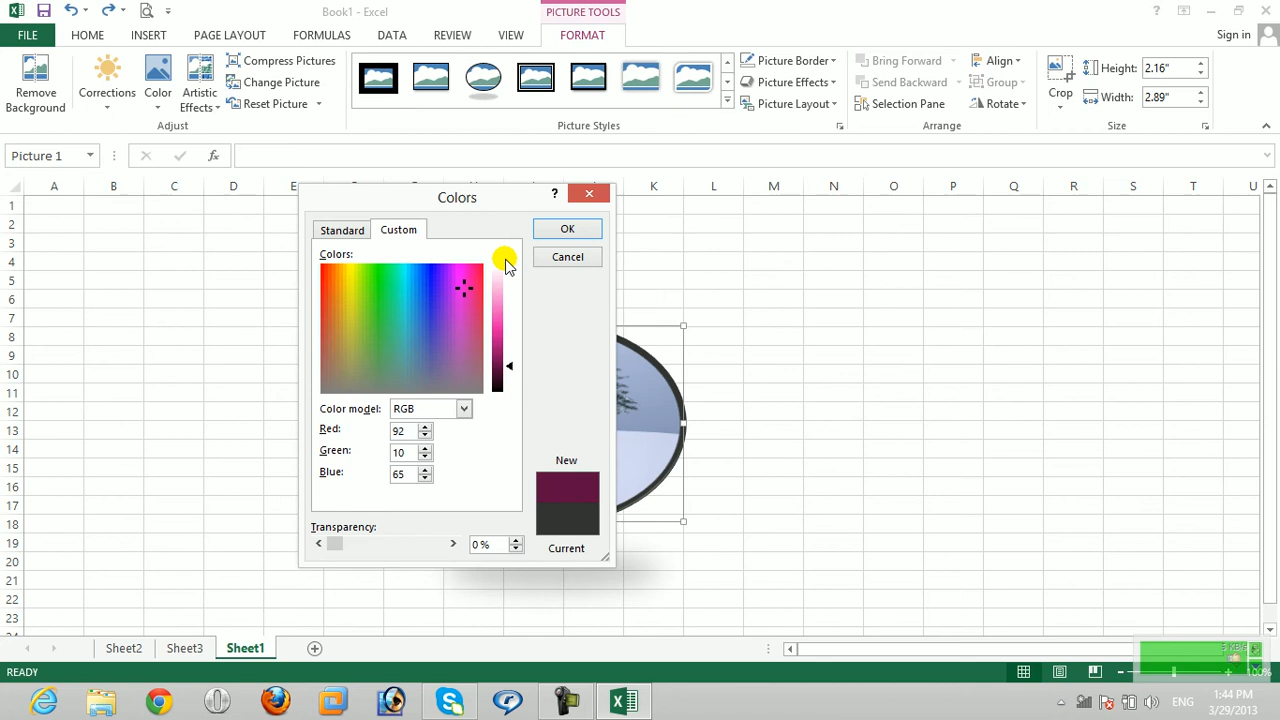 Book1 - Excel
PICTURE TOOLS
FILE HOME INSERT PAGE LAYOUT FORMULAS DATA REVIEW VIEW FORMAT Sign in
Remove Background
Corrections
Color
Artistic Effects
Compress Pictures
Change Picture
Reset Picture
Adjust
Picture Styles
Picture Border
Picture Effects
Picture Layout
Bring Forward
Send Backward
Selection Pane
Align
Group
Rotate
Arrange
Crop
Height: 2.16"
Width: 2.89"
Size
Picture 1
fx
A B C D E K L M N O P Q R S T U
1
2
3
4
5
6
7
8
9
10
11
12
13
14
15
16
17
18
19
20
21
22
23
Colors
?
Standard Custom
OK
Cancel
Colors:
Color model: RGB
Red: 92
Green: 10
Blue: 65
New
Current
Transparency:
0 %
Sheet2 Sheet3 Sheet1
READY
100%
ENG
1:44 PM
3/29/2013